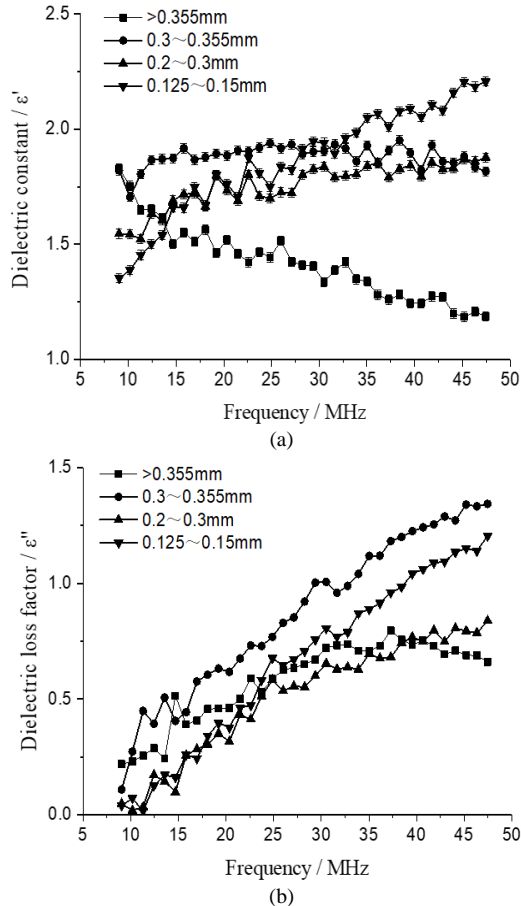 2.5
2.0
1.5
1.0
Dielectric constant / ε'
>0.355mm
0.3～0.355mm
0.2～0.3mm
0.125～0.15mm
5 10 15 20 25 30 35 40 45 50
Frequency / MHz
(a)
1.5
1.0
0.5
0.0
Dielectric loss factor / ε"
>0.355mm
0.3～0.355mm
0.2～0.3mm
0.125～0.15mm
5 10 15 20 25 30 35 40 45 50
Frequency / MHz
(b)